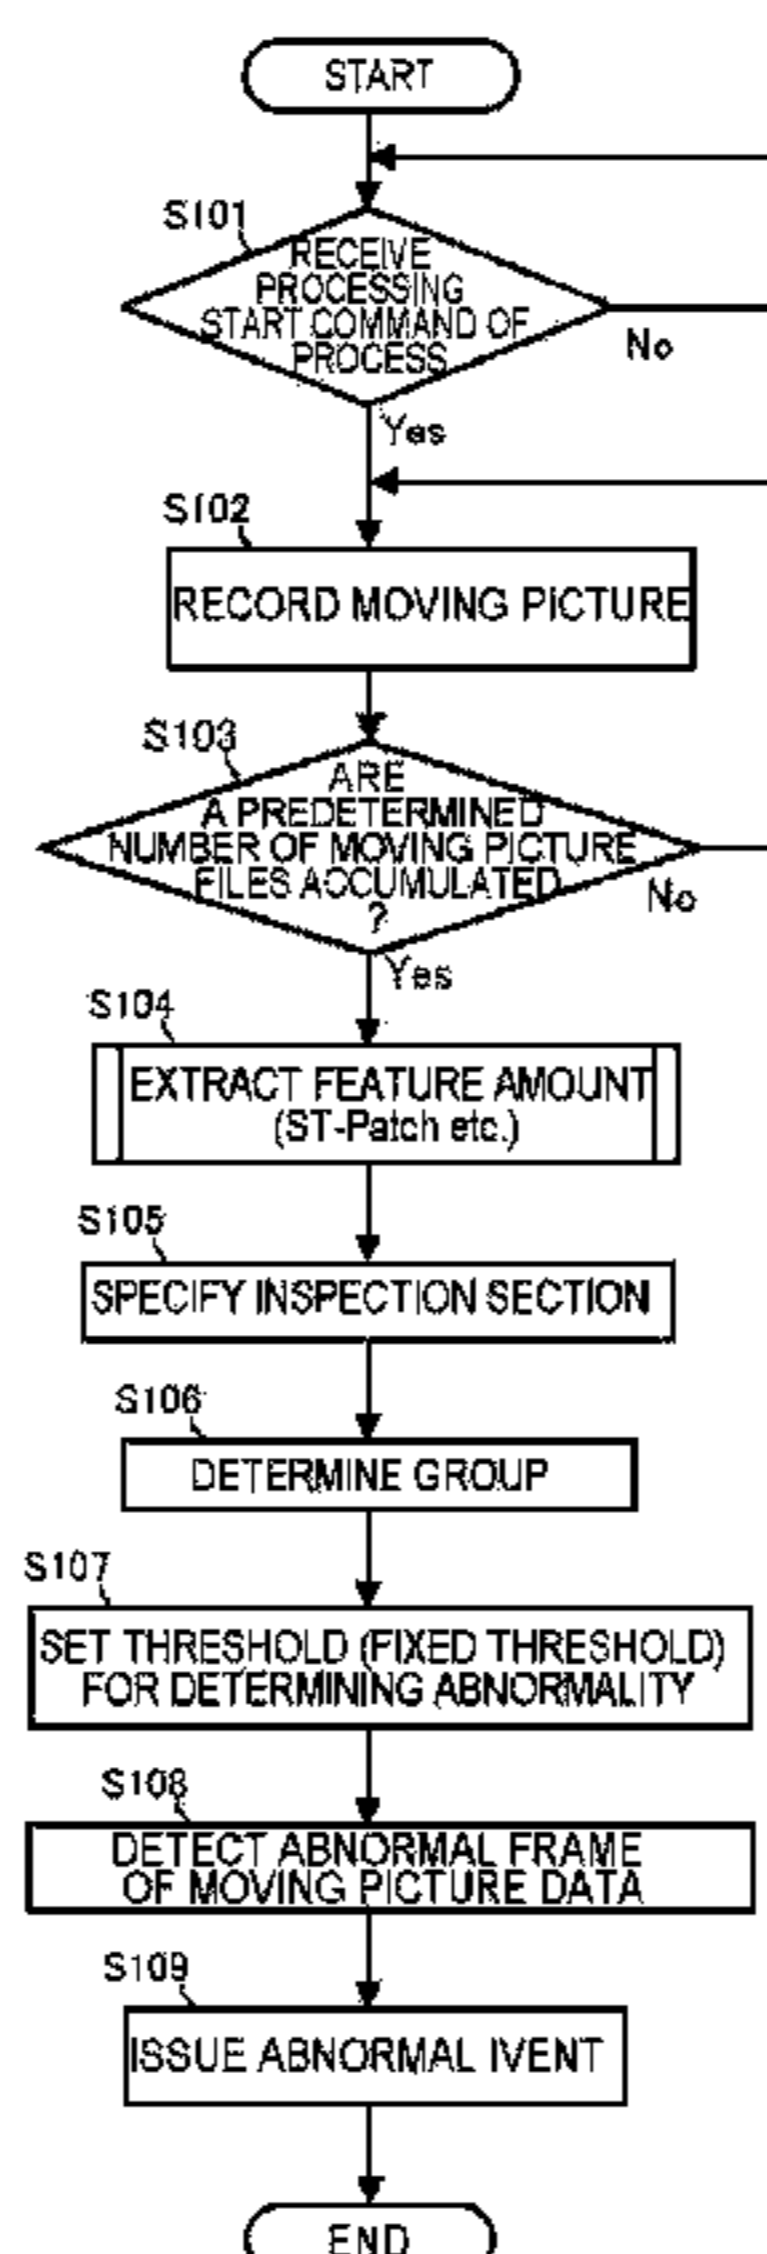 START
S101
RECEIVE
PROCESSING
START COMMAND OF
PROCESS
No
Yes
S102
RECORD MOVING PICTURE
S103
ARE
A PREDETERMINED
NUMBER OF MOVING PICTURE
FILES ACCUMULATED
?
No
Yes
S104
EXTRACT FEATURE AMOUNT
(ST-Patch etc.)
S105
SPECIFY INSPECTION SECTION
S106
DETERMINE GROUP
S107
SET THRESHOLD (FIXED THRESHOLD)
FOR DETERMINING ABNORMALITY
S108
DETECT ABNORMAL FRAME
OF MOVING PICTURE DATA
S109
ISSUE ABNORMAL IVENT
END